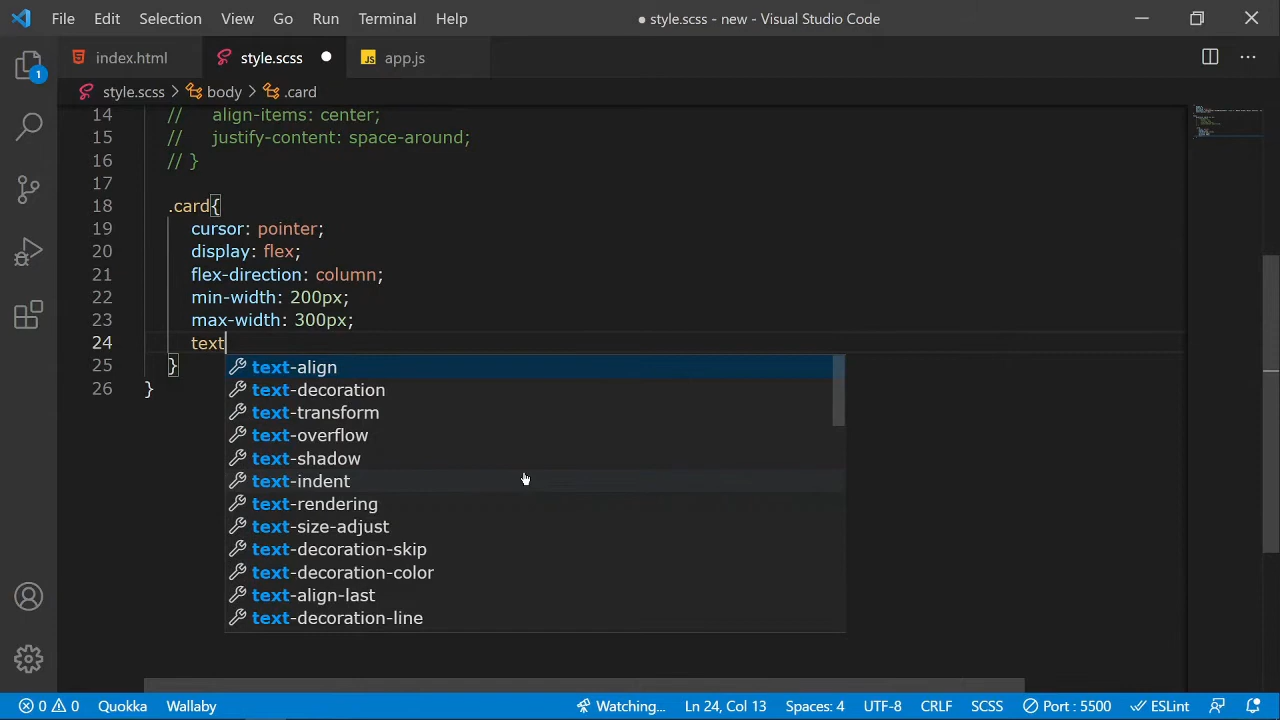 File Edit Selection View Go Run Terminal Help ● style.scss - new - Visual Studio Code
1 index.html style.scss ● JS app.js ···
style.scss > body > .card
14 // align-items: center;
15 // justify-content: space-around;
16 // }
17
18 .card{
19 cursor: pointer;
20 display: flex;
21 flex-direction: column;
22 min-width: 200px;
23 max-width: 300px;
24 text
25 }
26 }
text-align
text-decoration
text-transform
text-overflow
text-shadow
text-indent
text-rendering
text-size-adjust
text-decoration-skip
text-decoration-color
text-align-last
text-decoration-line
0 0 Quokka Wallaby Watching... Ln 24, Col 13 Spaces: 4 UTF-8 CRLF SCSS Port : 5500 ESLint